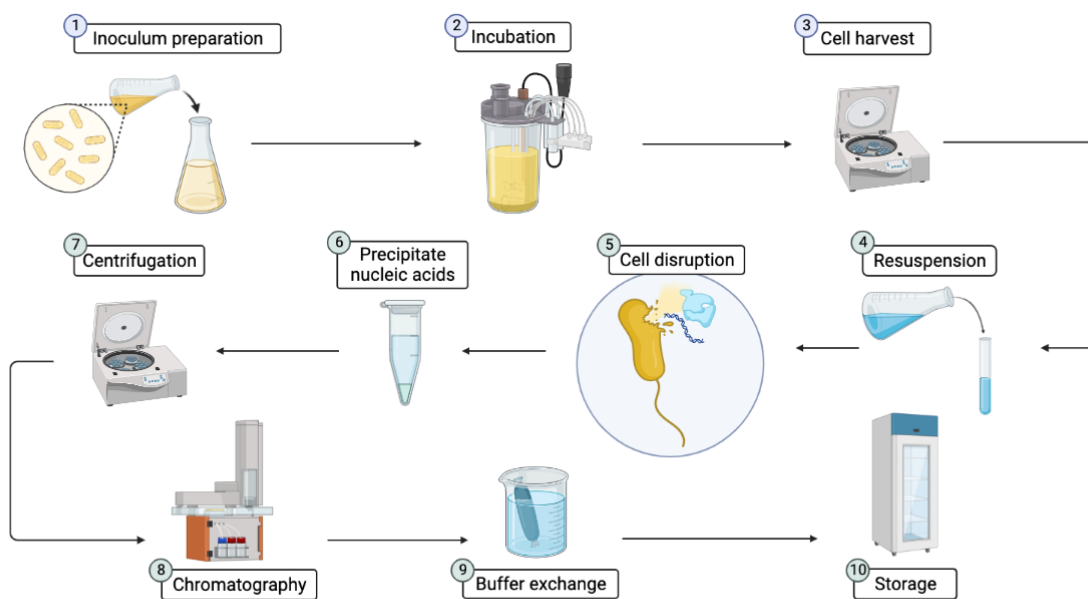 1 Inoculum preparation
2 Incubation
3 Cell harvest
4 Resuspension
5 Cell disruption
6 Precipitate
nucleic acids
7 Centrifugation
8 Chromatography
9 Buffer exchange
10 Storage